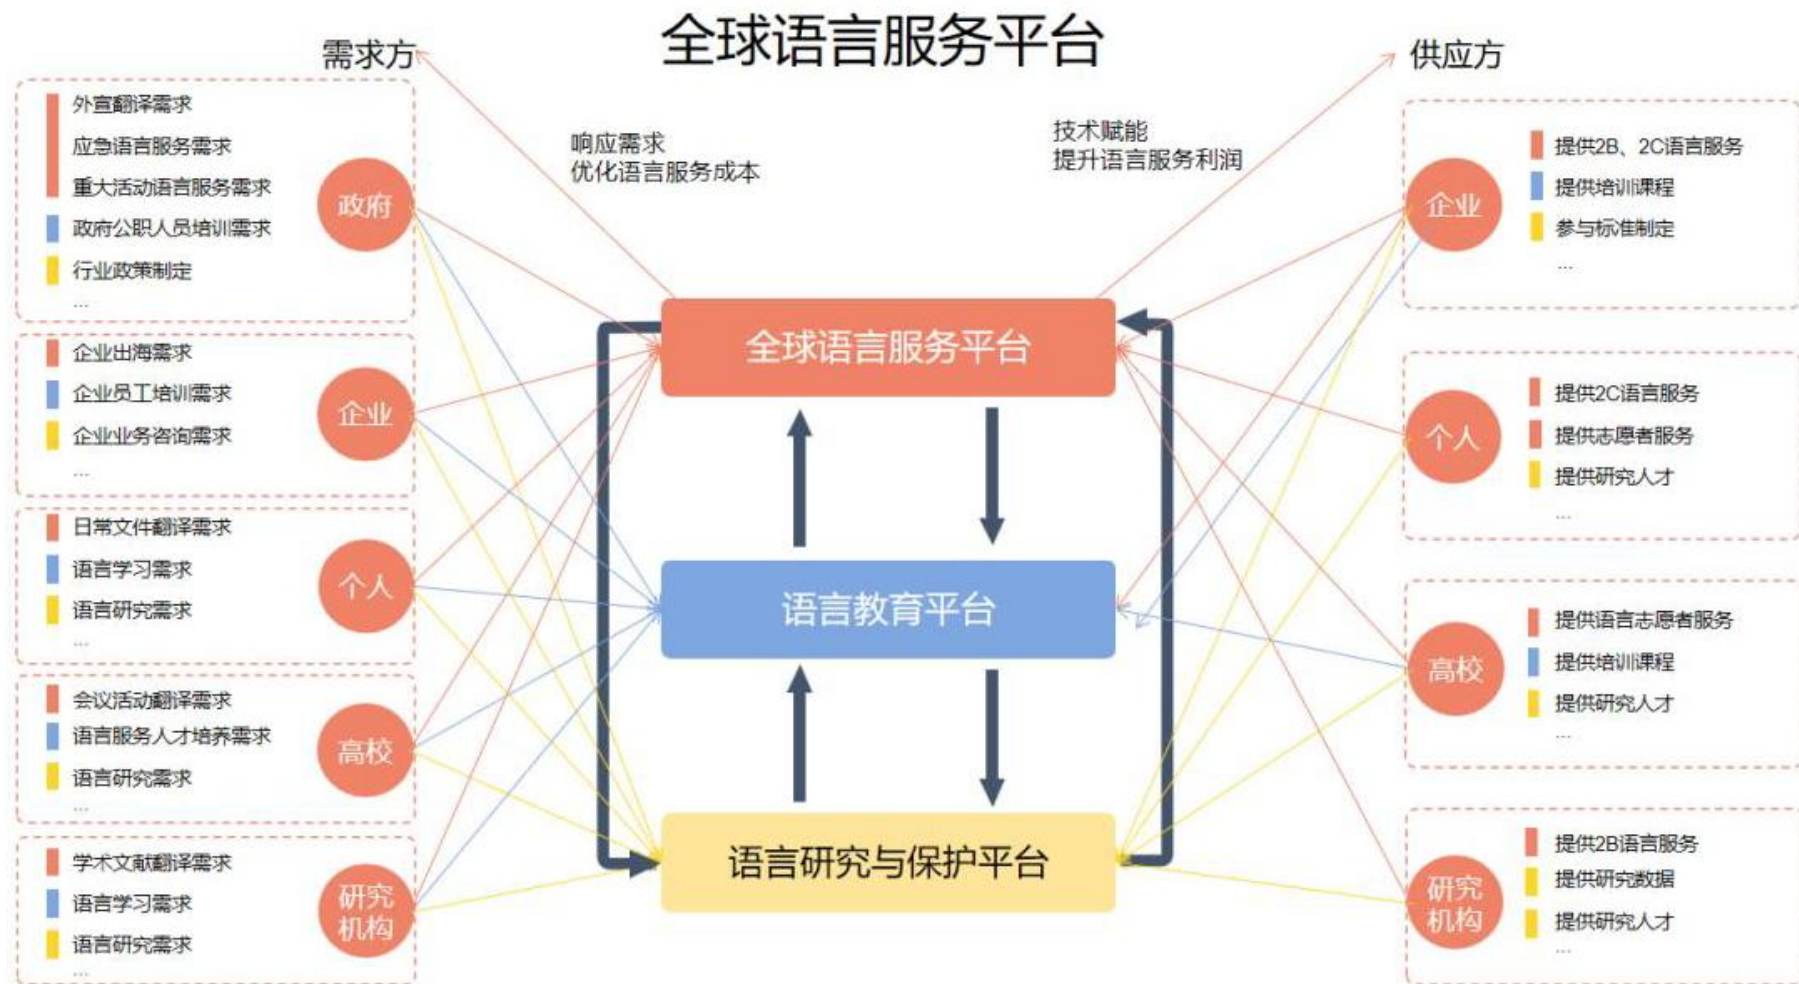 全球语言服务平台
需求方
供应方
响应需求
优化语言服务成本
技术赋能
提升语言服务利润
外宣翻译需求
应急语言服务需求
重大活动语言服务需求
政府公职人员培训需求
行业政策制定
...
政府
企业出海需求
企业员工培训需求
企业业务咨询需求
...
企业
日常文件翻译需求
语言学习需求
语言研究需求
...
个人
会议活动翻译需求
语言服务人才培养需求
语言研究需求
...
高校
学术文献翻译需求
语言学习需求
语言研究需求
...
研究
机构
全球语言服务平台
语言教育平台
语言研究与保护平台
企业
提供2B、2C语言服务
提供培训课程
参与标准制定
...
个人
提供2C语言服务
提供志愿者服务
提供研究人才
...
高校
提供语言志愿者服务
提供培训课程
提供研究人才
...
研究
机构
提供2B语言服务
提供研究数据
提供研究人才
...